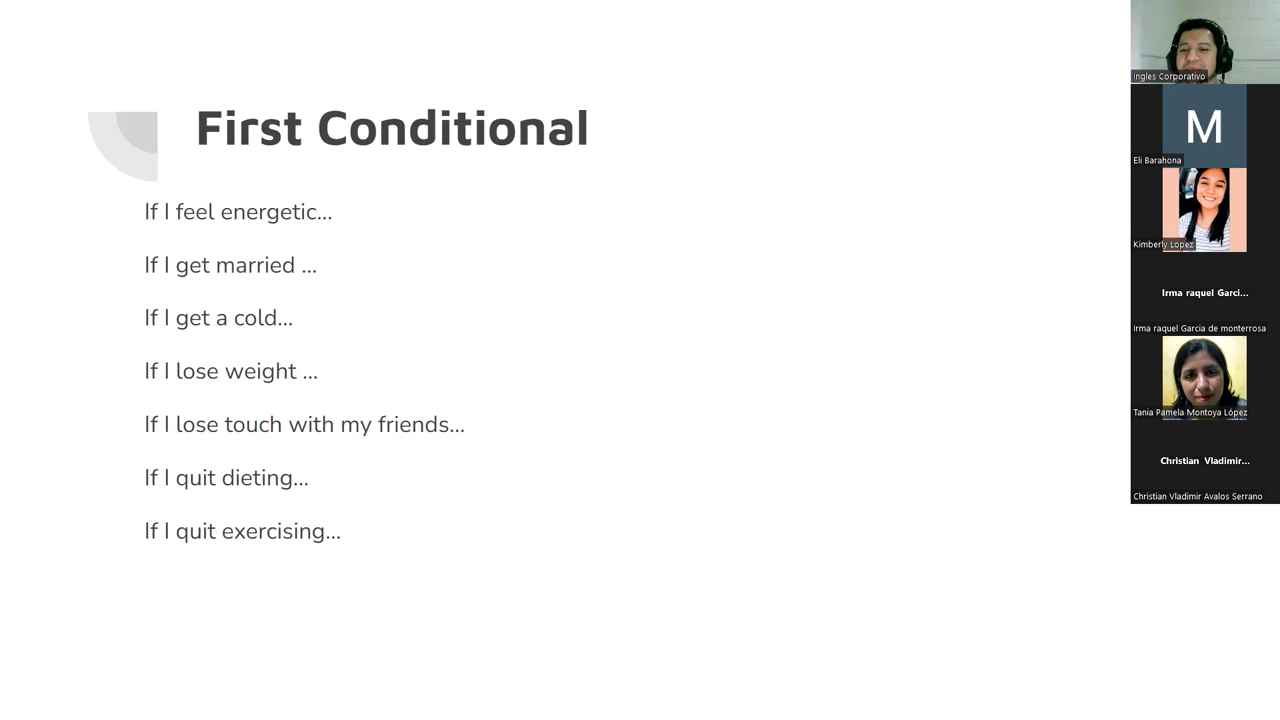 First Conditional
If I feel energetic...
If I get married ...
If I get a cold...
If I lose weight ...
If I lose touch with my friends...
If I quit dieting...
If I quit exercising...
Ingles Corporativo
M
Eli Barahona
Kimberly Lopez
Irma raquel Garci...
Irma raquel Garcia de monterrosa
Tania Pamela Montoya López
Christian Vladimir...
Christian Vladimir Avalos Serrano